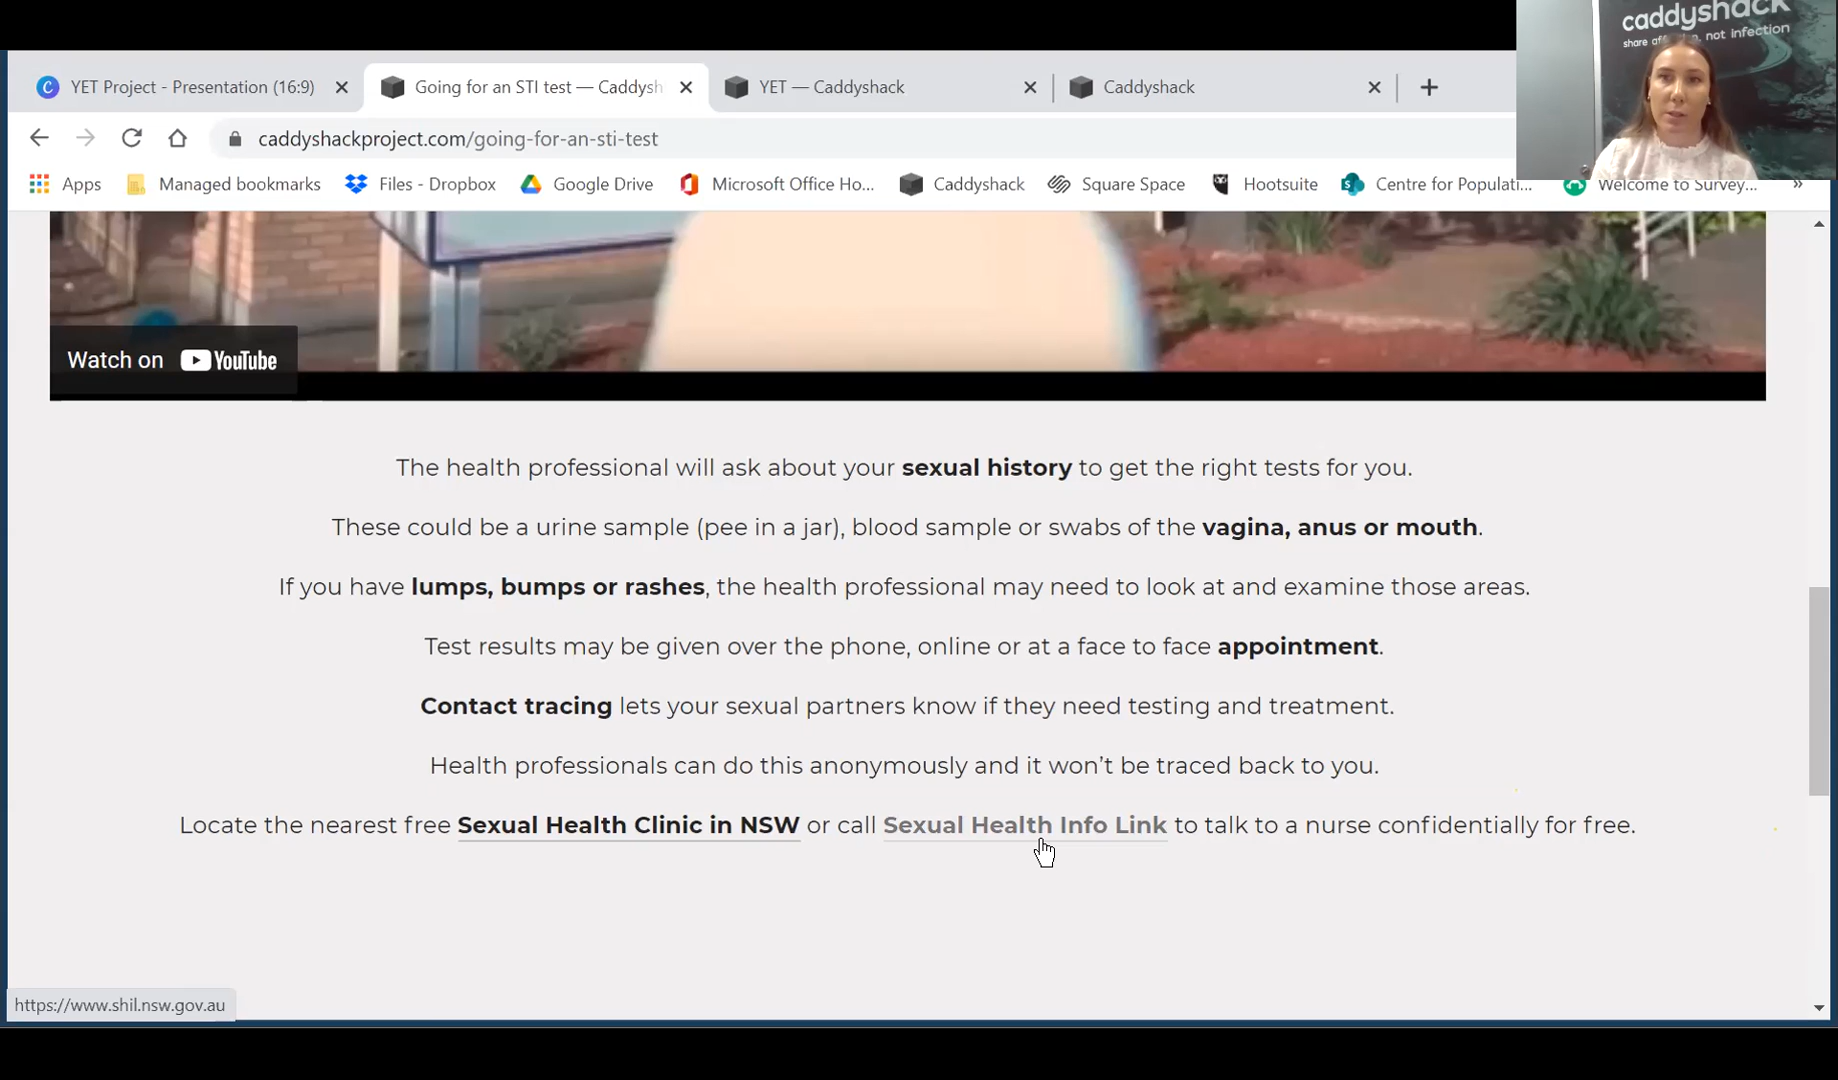 caddyshack
share affection, not infection
YET Project - Presentation (16:9)
Going for an STI test — Caddysh
YET — Caddyshack
Caddyshack
caddyshackproject.com/going-for-an-sti-test
Apps
Managed bookmarks
Files - Dropbox
Google Drive
Microsoft Office Ho...
Caddyshack
Square Space
Hootsuite
Centre for Populati...
Welcome to Survey...
»
Watch on YouTube
The health professional will ask about your sexual history to get the right tests for you.
These could be a urine sample (pee in a jar), blood sample or swabs of the vagina, anus or mouth.
If you have lumps, bumps or rashes, the health professional may need to look at and examine those areas.
Test results may be given over the phone, online or at a face to face appointment.
Contact tracing lets your sexual partners know if they need testing and treatment.
Health professionals can do this anonymously and it won’t be traced back to you.
Locate the nearest free Sexual Health Clinic in NSW or call Sexual Health Info Link to talk to a nurse confidentially for free.
https://www.shil.nsw.gov.au